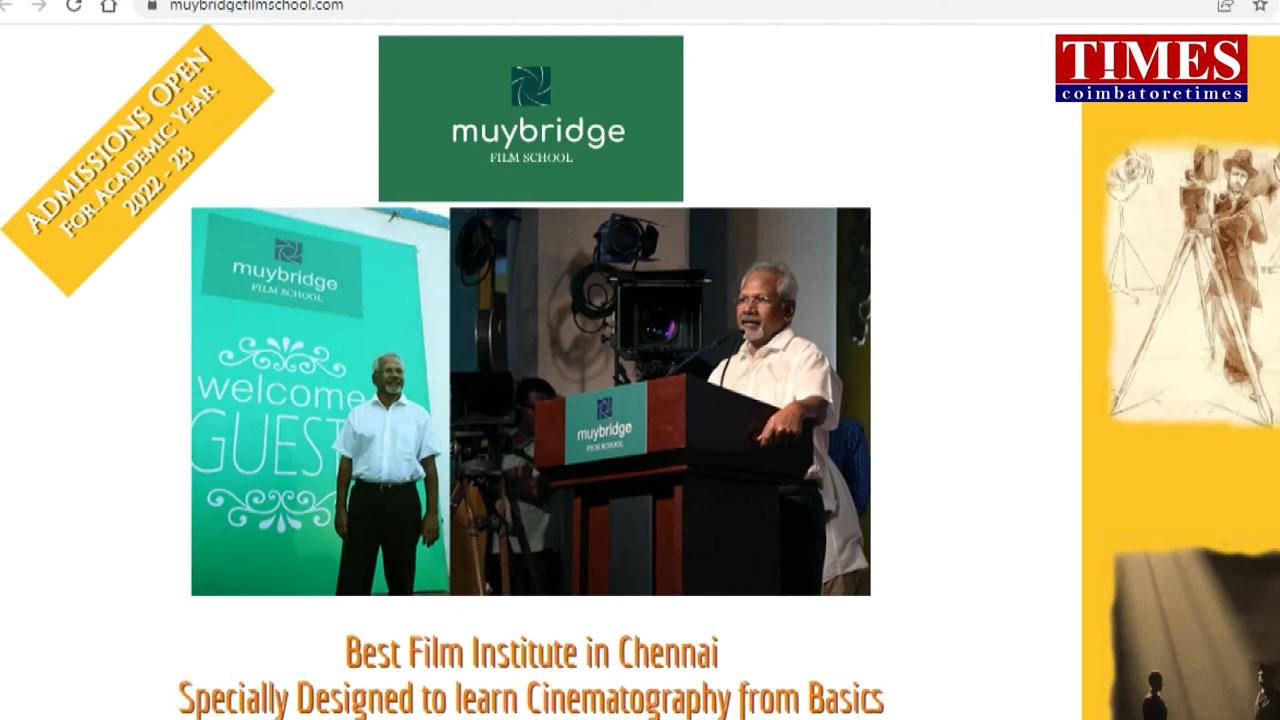 muybridgefilmschool.com
TIMES
coimbatoretimes
ADMISSIONS OPEN
FOR ACADEMIC YEAR
2022 - 23
muybridge
FILM SCHOOL
muybridge
FILM SCHOOL
welcome
GUEST
muybridge
FILM SCHOOL
Best Film Institute in Chennai
Specially Designed to learn Cinematography from Basics